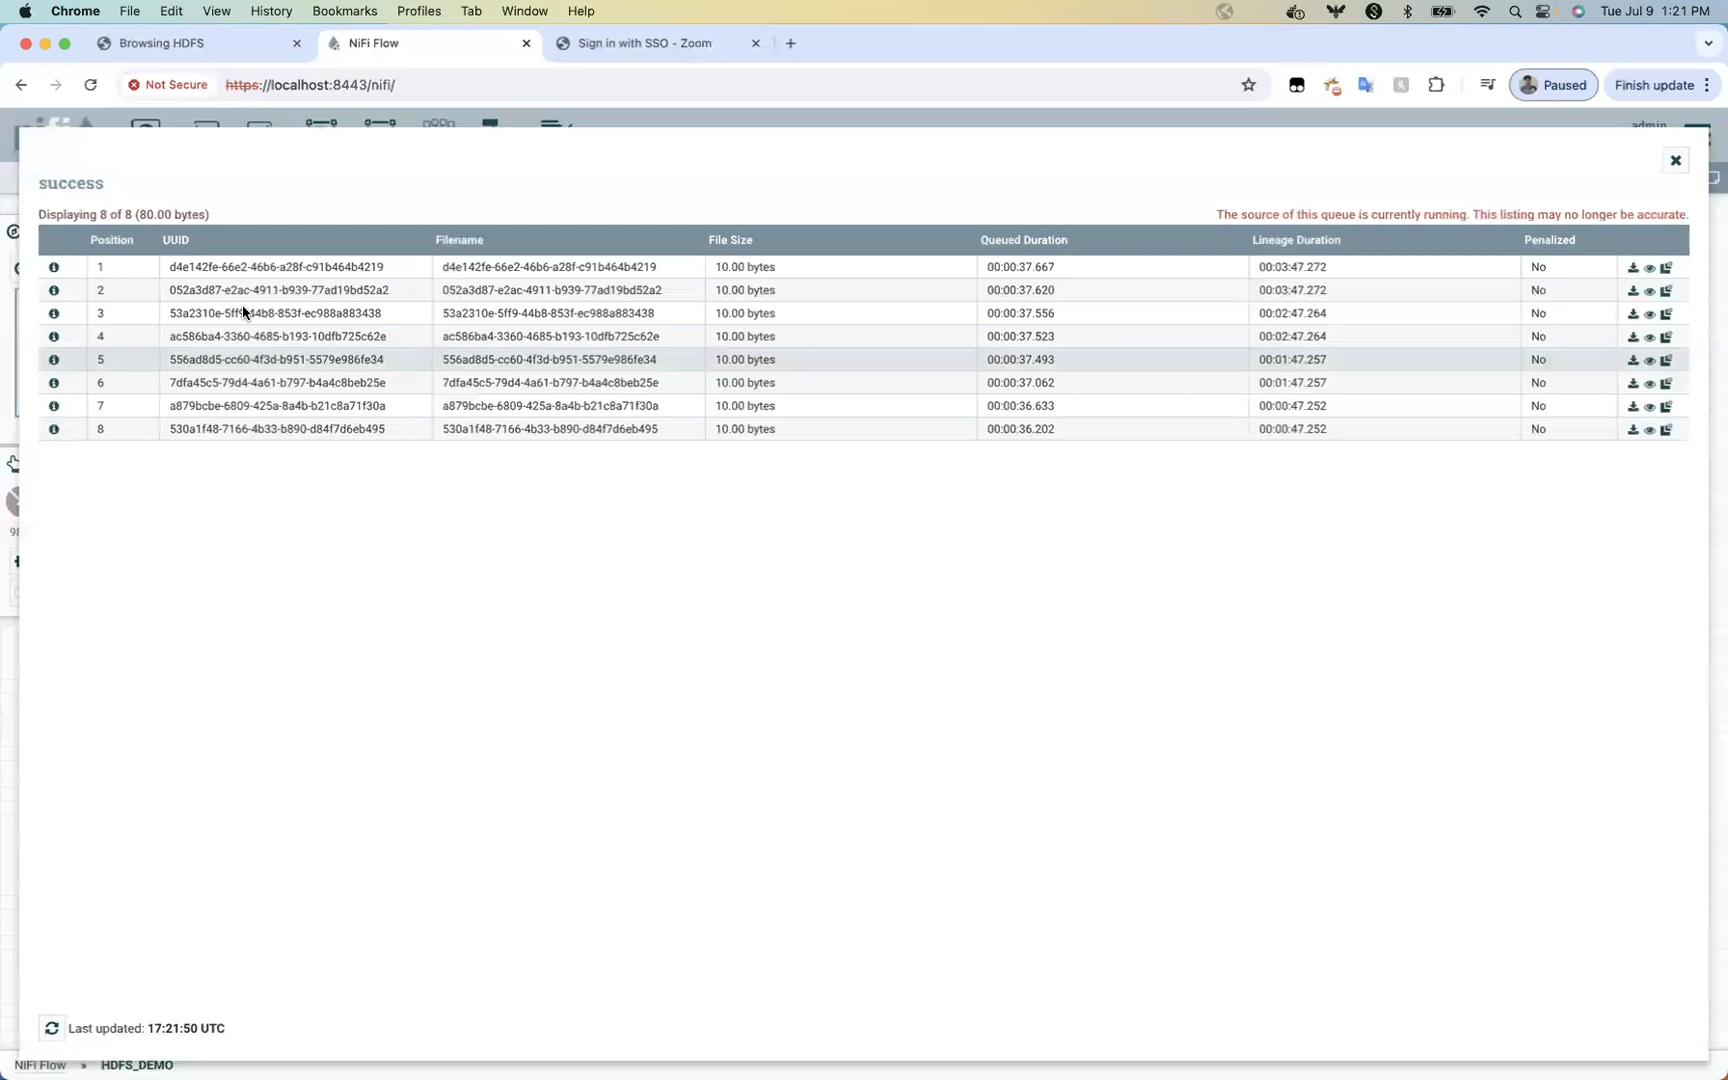 Chrome File Edit View History Bookmarks Profiles Tab Window Help Tue Jul 9 1:21 PM
Browsing HDFS NiFi Flow Sign in with SSO - Zoom
Not Secure https://localhost:8443/nifi/ Paused Finish update
admin
success
Displaying 8 of 8 (80.00 bytes) The source of this queue is currently running. This listing may no longer be accurate.
Position UUID Filename File Size Queued Duration Lineage Duration Penalized
1 d4e142fe-66e2-46b6-a28f-c91b464b4219 d4e142fe-66e2-46b6-a28f-c91b464b4219 10.00 bytes 00:00:37.667 00:03:47.272 No
2 052a3d87-e2ac-4911-b939-77ad19bd52a2 052a3d87-e2ac-4911-b939-77ad19bd52a2 10.00 bytes 00:00:37.620 00:03:47.272 No
3 53a2310e-5ff9-44b8-853f-ec988a883438 53a2310e-5ff9-44b8-853f-ec988a883438 10.00 bytes 00:00:37.556 00:02:47.264 No
4 ac586ba4-3360-4685-b193-10dfb725c62e ac586ba4-3360-4685-b193-10dfb725c62e 10.00 bytes 00:00:37.523 00:02:47.264 No
5 556ad8d5-cc60-4f3d-b951-5579e986fe34 556ad8d5-cc60-4f3d-b951-5579e986fe34 10.00 bytes 00:00:37.493 00:01:47.257 No
6 7dfa45c5-79d4-4a61-b797-b4a4c8beb25e 7dfa45c5-79d4-4a61-b797-b4a4c8beb25e 10.00 bytes 00:00:37.062 00:01:47.257 No
7 a879bcbe-6809-425a-8a4b-b21c8a71f30a a879bcbe-6809-425a-8a4b-b21c8a71f30a 10.00 bytes 00:00:36.633 00:00:47.252 No
8 530a1f48-7166-4b33-b890-d84f7d6eb495 530a1f48-7166-4b33-b890-d84f7d6eb495 10.00 bytes 00:00:36.202 00:00:47.252 No
Last updated: 17:21:50 UTC
NiFi Flow » HDFS_DEMO